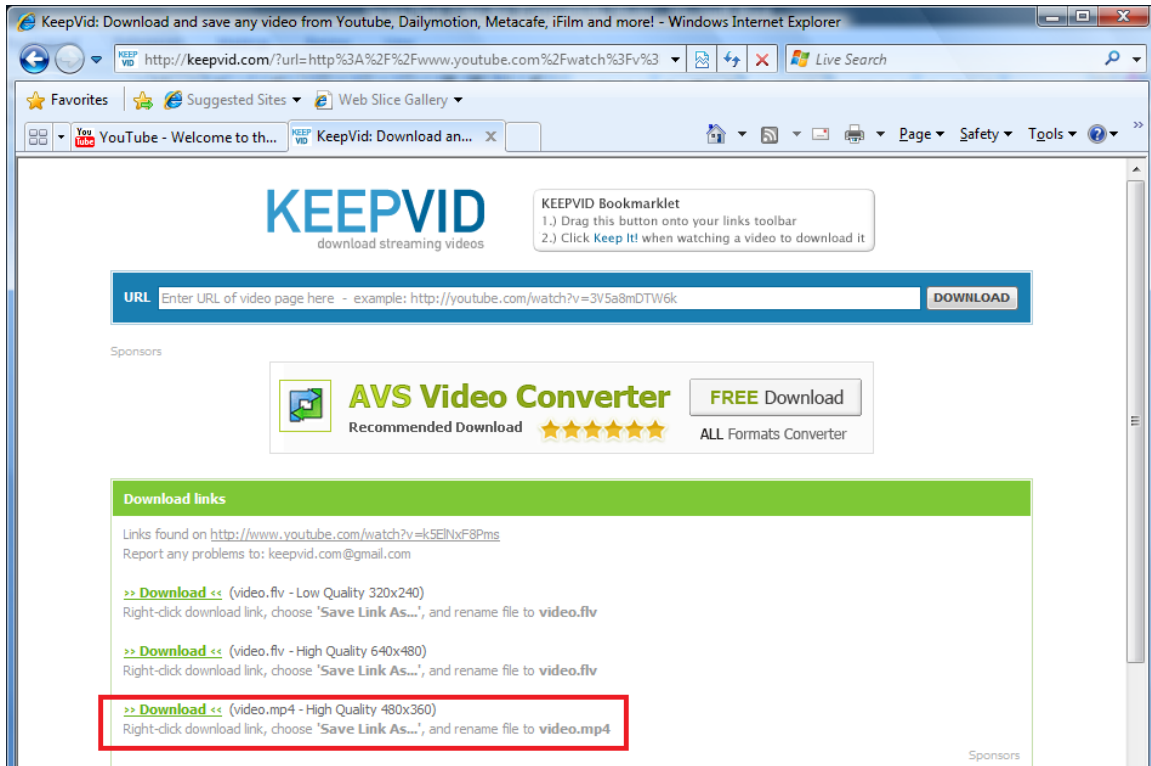 KeepVid: Download and save any video from Youtube, Dailymotion, Metacafe, iFilm and more! - Windows Internet Explorer
KEEP VID http://keepvid.com/?url=http%3A%2F%2Fwww.youtube.com%2Fwatch%3Fv%3 Live Search
Favorites Suggested Sites Web Slice Gallery
You Tube YouTube - Welcome to th... KEEP VID KeepVid: Download an... X Page Safety Tools »
KEEPVID
download streaming videos
KEEPVID Bookmarklet
1.) Drag this button onto your links toolbar
2.) Click Keep It! when watching a video to download it
URL Enter URL of video page here - example: http://youtube.com/watch?v=3V5a8mDTW6k DOWNLOAD
Sponsors
AVS Video Converter FREE Download
Recommended Download ALL Formats Converter
Download links
Links found on http://www.youtube.com/watch?v=k5ElNxF8Pms
Report any problems to: keepvid.com@gmail.com
>> Download << (video.flv - Low Quality 320x240)
Right-click download link, choose 'Save Link As...', and rename file to video.flv
>> Download << (video.flv - High Quality 640x480)
Right-click download link, choose 'Save Link As...', and rename file to video.flv
>> Download << (video.mp4 - High Quality 480x360)
Right-click download link, choose 'Save Link As...', and rename file to video.mp4
Sponsors